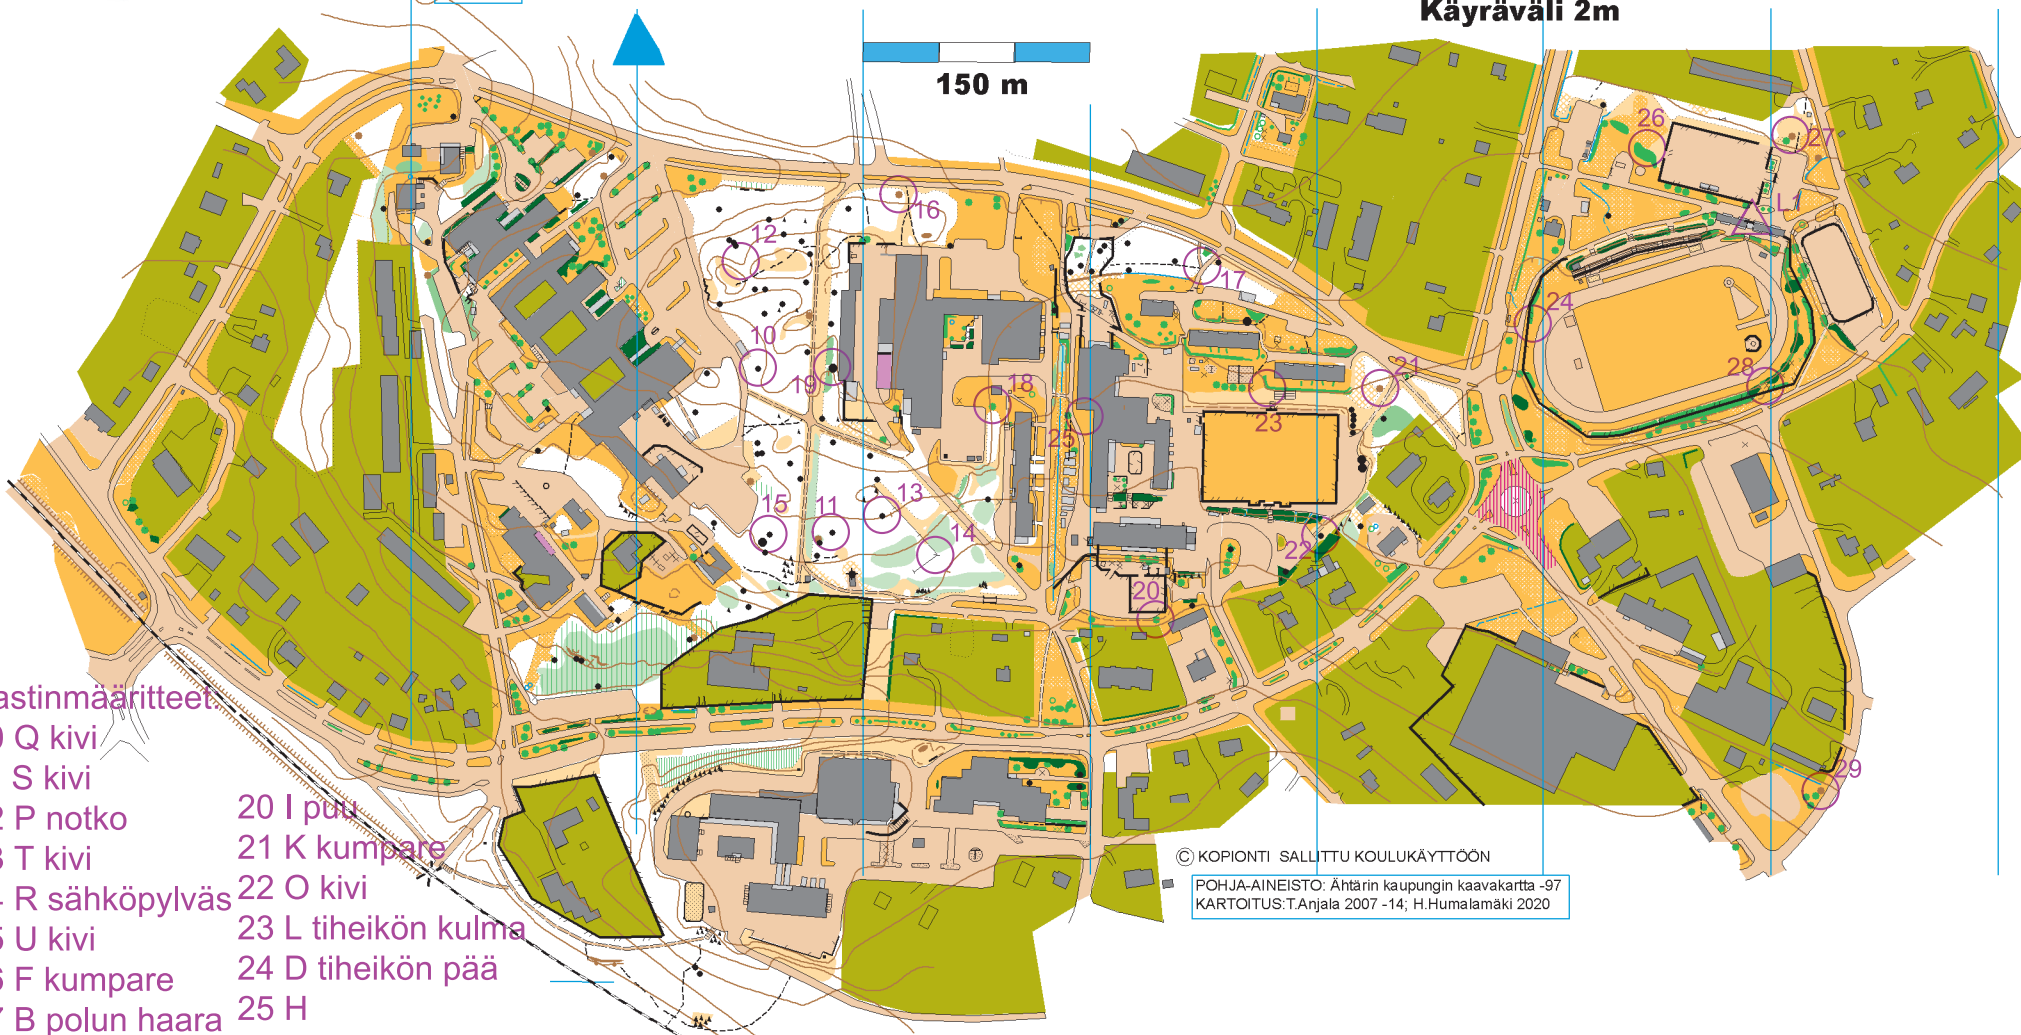 Käyräväli 2m
150 m
26
27
L1
16
12
17
24
10
19
18
21
28
25
23
15
11
13
14
22
20
29
astinmääritteet:
Q kivi
S kivi
P notko
T kivi
R sähköpylväs
U kivi
F kumpare
B polun haara
20 I puu
21 K kumpare
22 O kivi
23 L tiheikön kulma
24 D tiheikön pää
25 H
© KOPIONTI SALLITTU KOULUKÄYTTÖÖN
POHJA-AINEISTO: Ähtärin kaupungin kaavakartta -97
KARTOITUS:T.Anjala 2007 -14; H.Humalamäki 2020